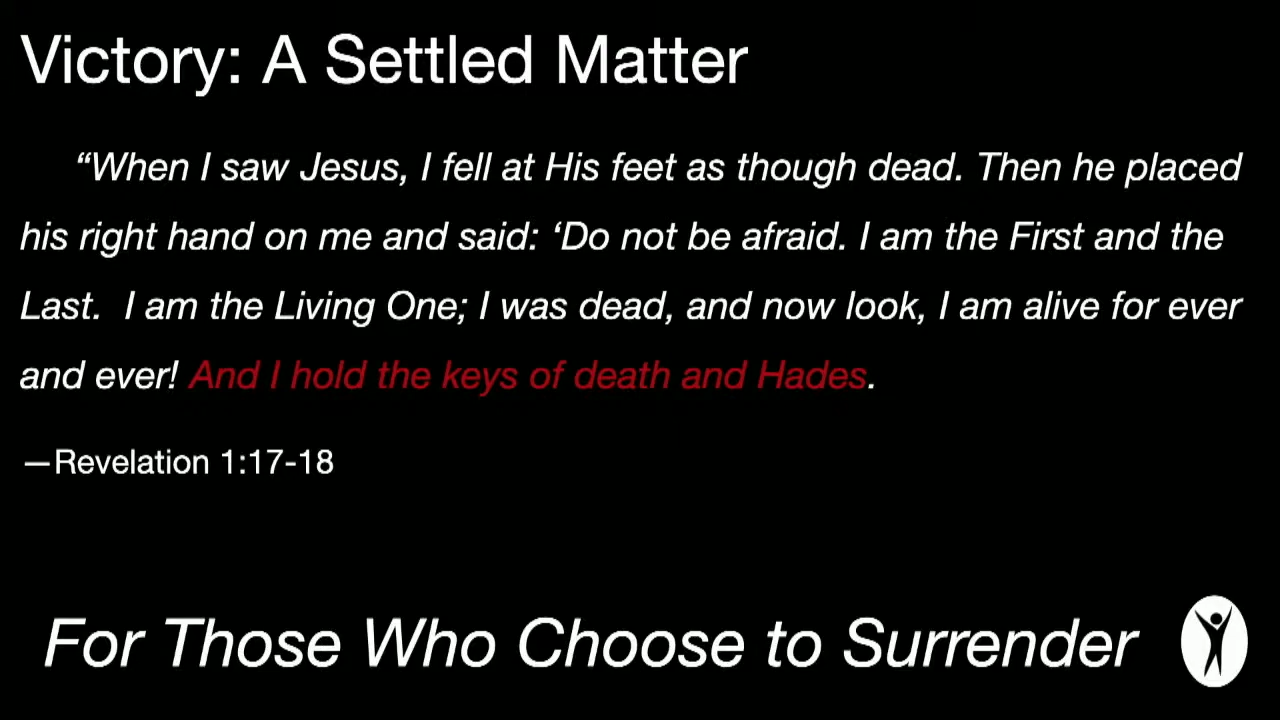 Victory: A Settled Matter
“When I saw Jesus, I fell at His feet as though dead. Then he placed
his right hand on me and said: ‘Do not be afraid. I am the First and the
Last.  I am the Living One; I was dead, and now look, I am alive for ever
and ever! And I hold the keys of death and Hades.
—Revelation 1:17-18
For Those Who Choose to Surrender